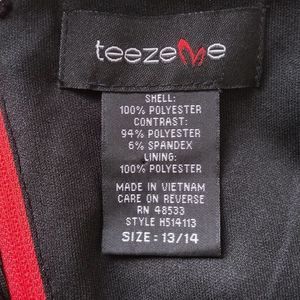 teezeMe
SHELL:
100% POLYESTER
CONTRAST:
94% POLYESTER
6% SPANDEX
LINING:
100% POLYESTER
MADE IN VIETNAM
CARE ON REVERSE
RN 48533
STYLE H514113
SIZE: 13/14